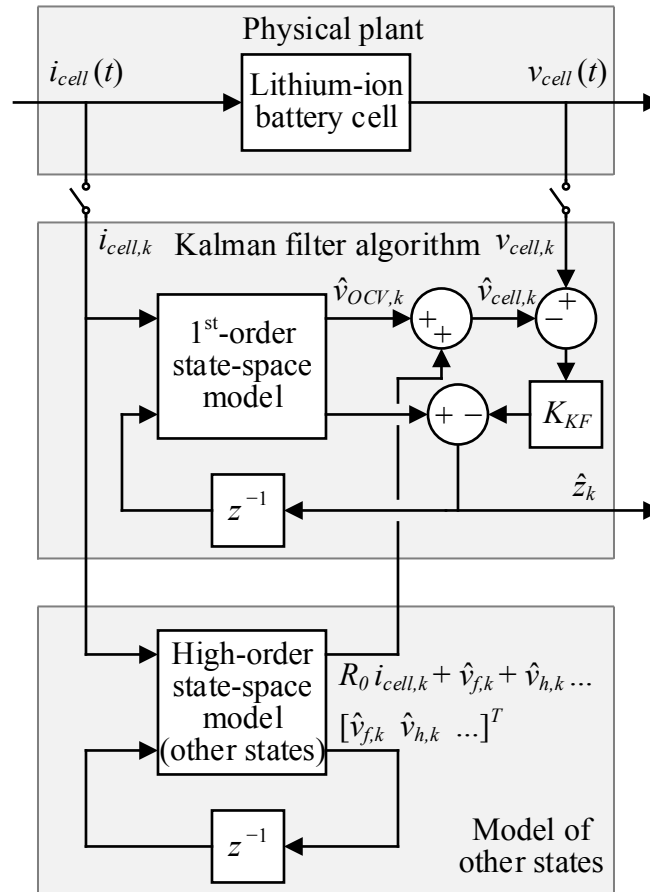 Physical plant
i_cell(t)
Lithium-ion
battery cell
v_cell(t)
i_cell,k
Kalman filter algorithm
v_cell,k
1st-order
state-space
model
v̂_OCV,k
+
+
v̂_cell,k
+
−
+
−
K_KF
z⁻¹
ẑ_k
High-order
state-space
model
(other states)
R_0 i_cell,k + v̂_f,k + v̂_h,k ...
[v̂_f,k v̂_h,k ...]^T
z⁻¹
Model of
other states